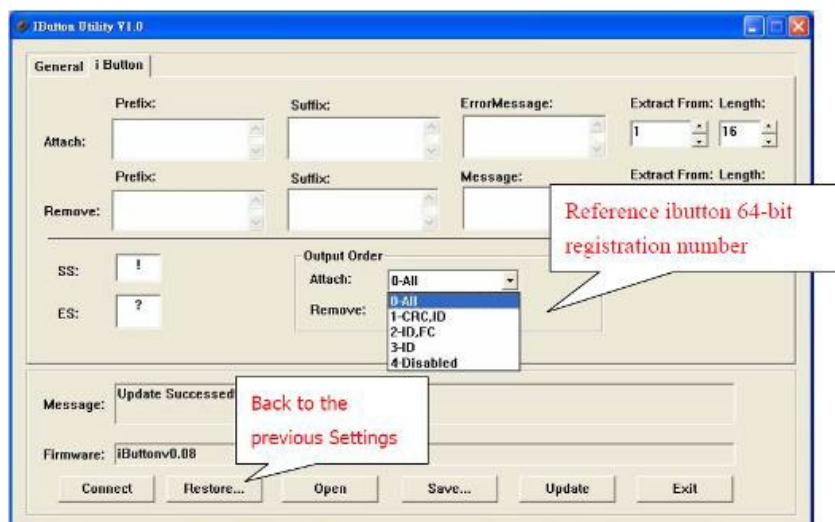 IButton Utility V1.0
General i Button
Prefix: Suffix: ErrorMessage: Extract From: Length:
Attach: 1 16
Prefix: Suffix: Message: Extract From: Length:
Remove:
Reference ibutton 64-bit
registration number
SS: !
ES: ?
Output Order
Attach: 0-All
Remove:
0-All
1-CRC,ID
2-ID,FC
3-ID
4-Disabled
Message: Update Successed
Back to the
previous Settings
Firmware: iButtonv0.08
Connect Restore... Open Save... Update Exit